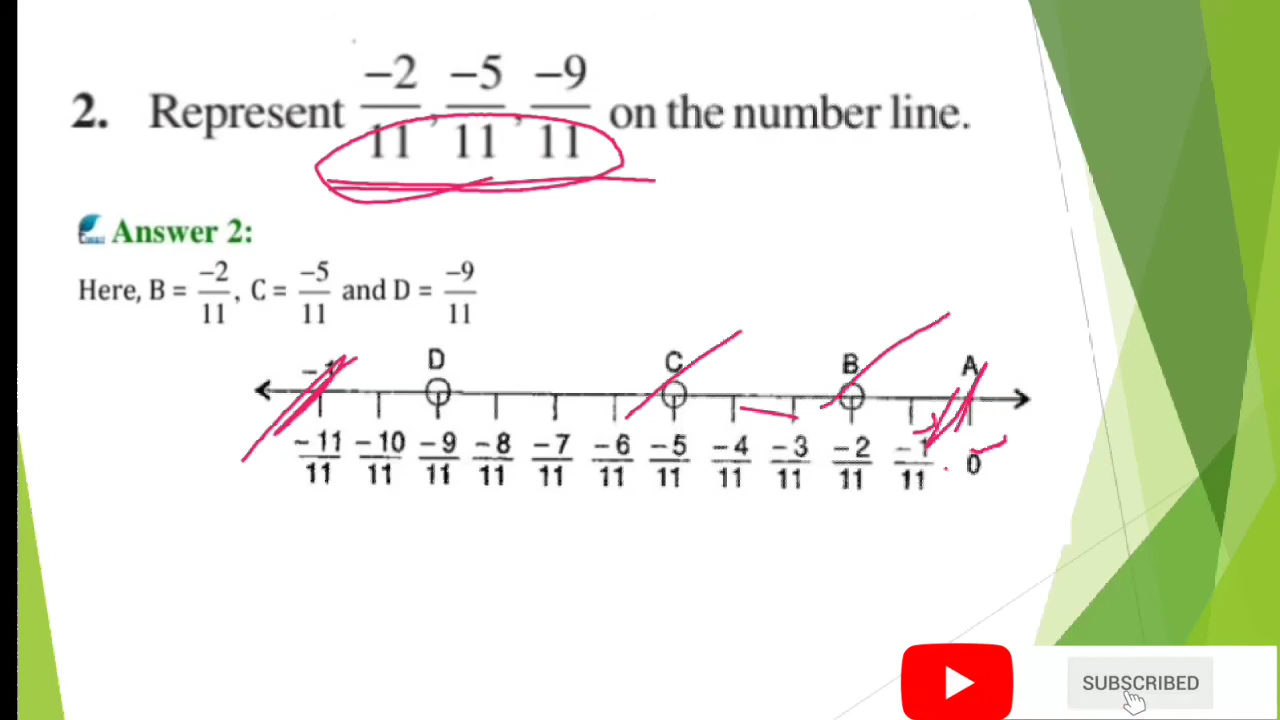 2. Represent −2/11, −5/11, −9/11 on the number line.
Answer 2:
Here, B = −2/11, C = −5/11 and D = −9/11
−1 D C B A
−11/11 −10/11 −9/11 −8/11 −7/11 −6/11 −5/11 −4/11 −3/11 −2/11 −1/11 0
SUBSCRIBED